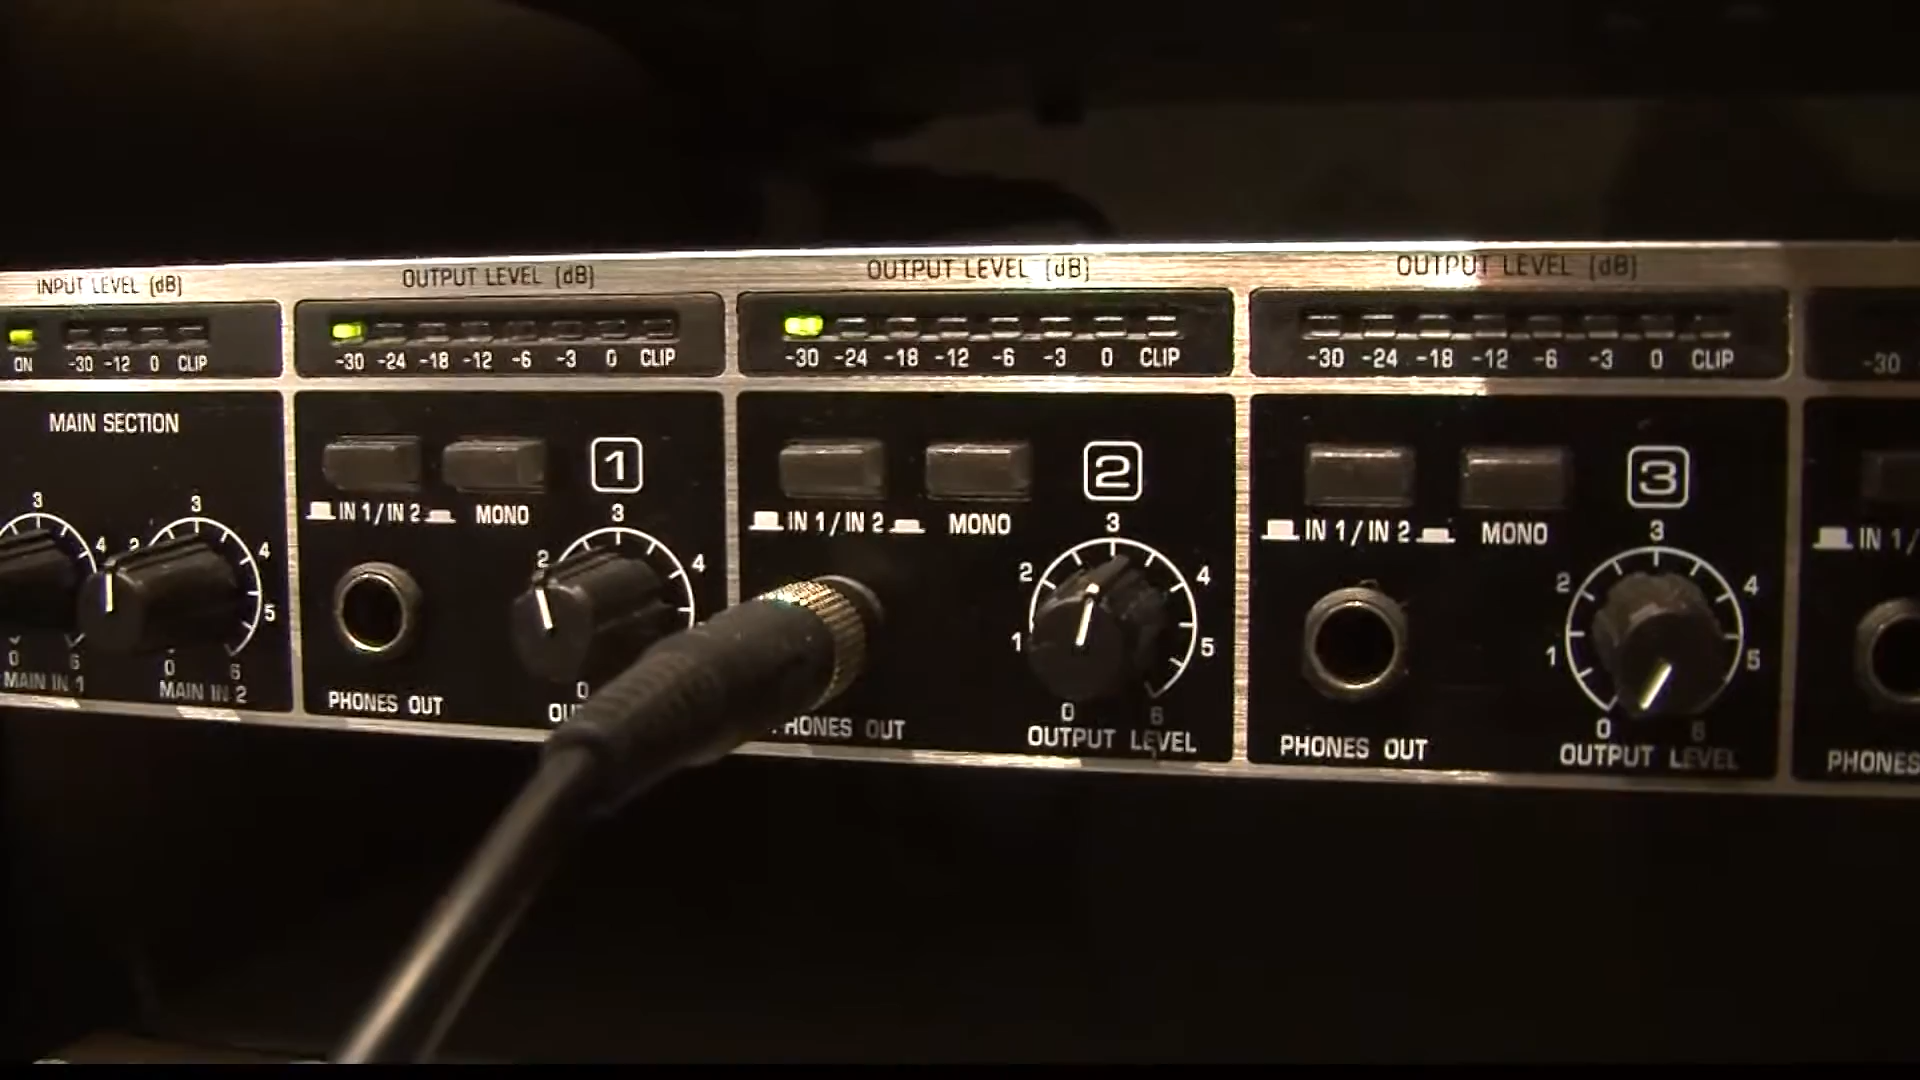 INPUT LEVEL (dB)
OUTPUT LEVEL (dB)
OUTPUT LEVEL (dB)
OUTPUT LEVEL (dB)
ON -30 -12 0 CLIP
-30 -24 -18 -12 -6 -3 0 CLIP
-30 -24 -18 -12 -6 -3 0 CLIP
-30 -24 -18 -12 -6 -3 0 CLIP
-30
MAIN SECTION
3 4
0 6
MAIN IN 1
2 3 4 5
0 6
MAIN IN 2
1
IN 1 / IN 2 MONO
2 3 4
0
PHONES OUT
2
IN 1 / IN 2 MONO
1 2 3 4 5
0 6
OUT
OUTPUT LEVEL
3
IN 1 / IN 2 MONO
1 2 3 4 5
0 6
PHONES OUT
OUTPUT LEVEL
IN 1 /
PHONES